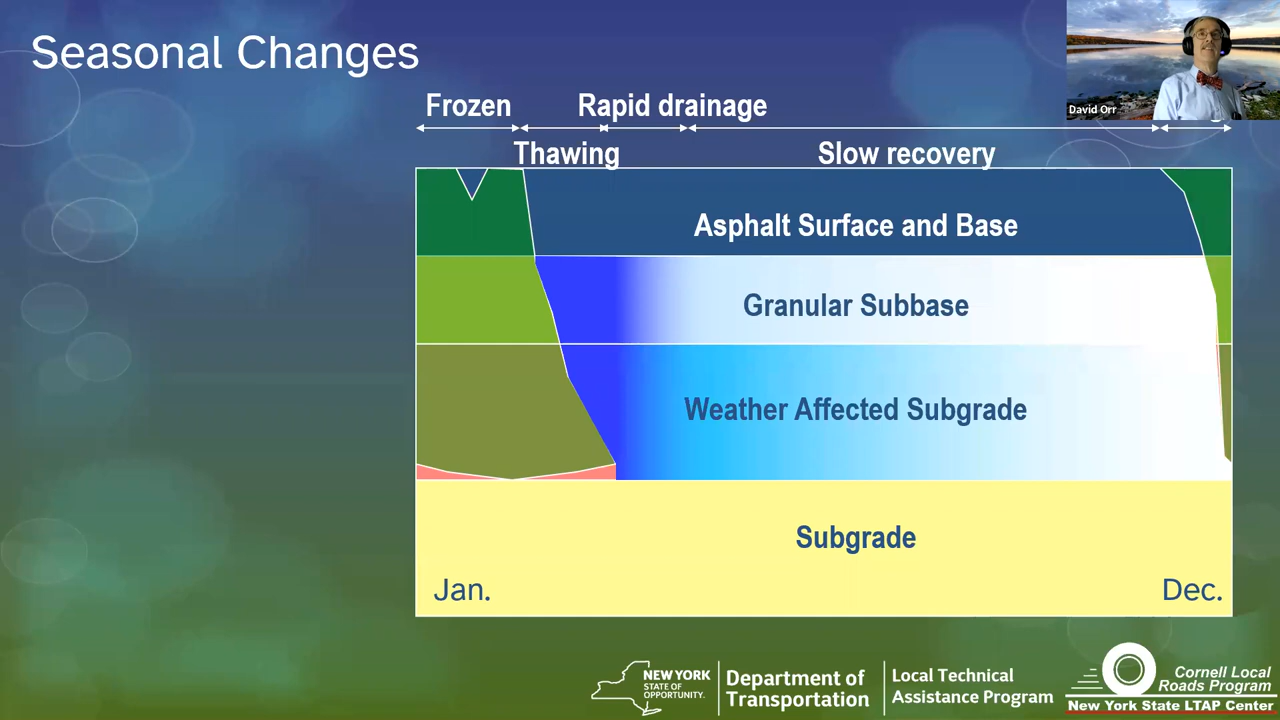 Seasonal Changes
David Orr
Frozen
Rapid drainage
Thawing
Slow recovery
Asphalt Surface and Base
Granular Subbase
Weather Affected Subgrade
Subgrade
Jan.
Dec.
NEW YORK
STATE OF
OPPORTUNITY.
Department of
Transportation
Local Technical
Assistance Program
Cornell Local
Roads Program
New York State LTAP Center